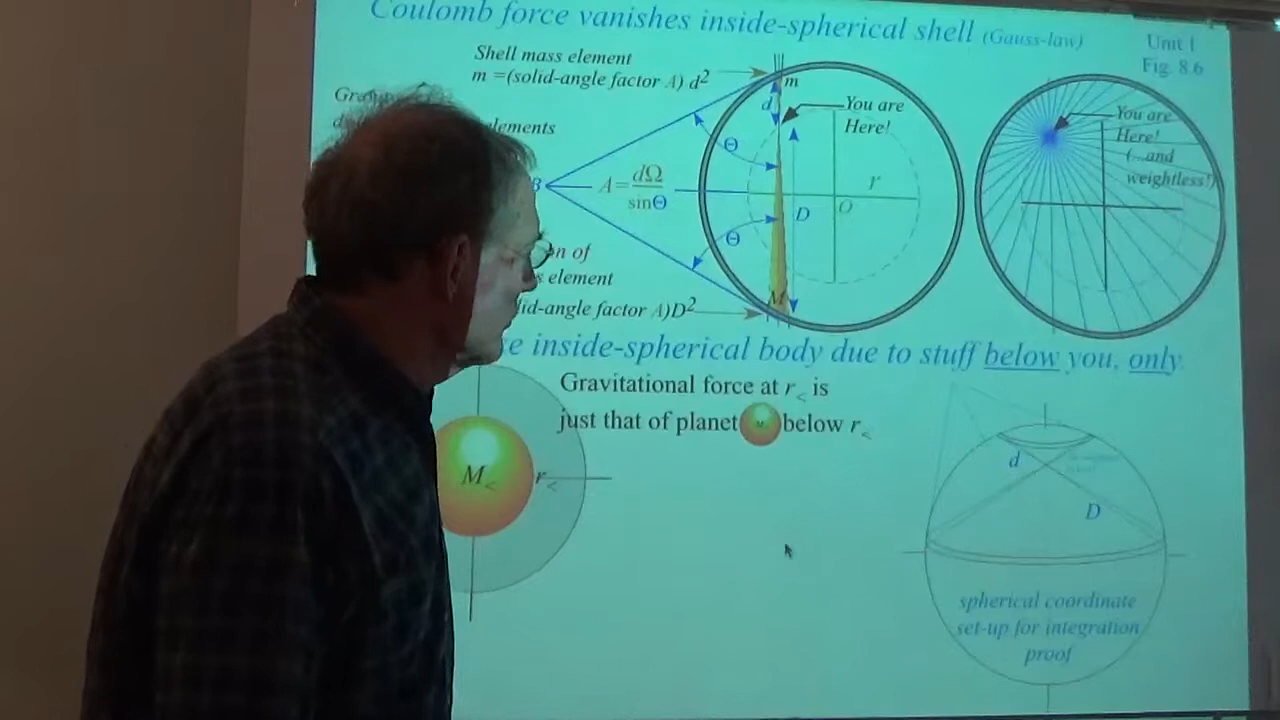 Coulomb force vanishes inside-spherical shell (Gauss-law)
Unit 1
Fig. 8.6
Shell mass element
m =(solid-angle factor A) d²
m
d
You are
Here!
Θ
A= dΩ
sinΘ
r
O
D
Θ
M
You are
Here!
(...and
weightless!)
elements
B
n of
element
factor A)D²
inside-spherical body due to stuff below you, only.
Gravitational force at r< is
just that of planet M below r<
M<
r<
d
D
spherical coordinate
set-up for integration
proof